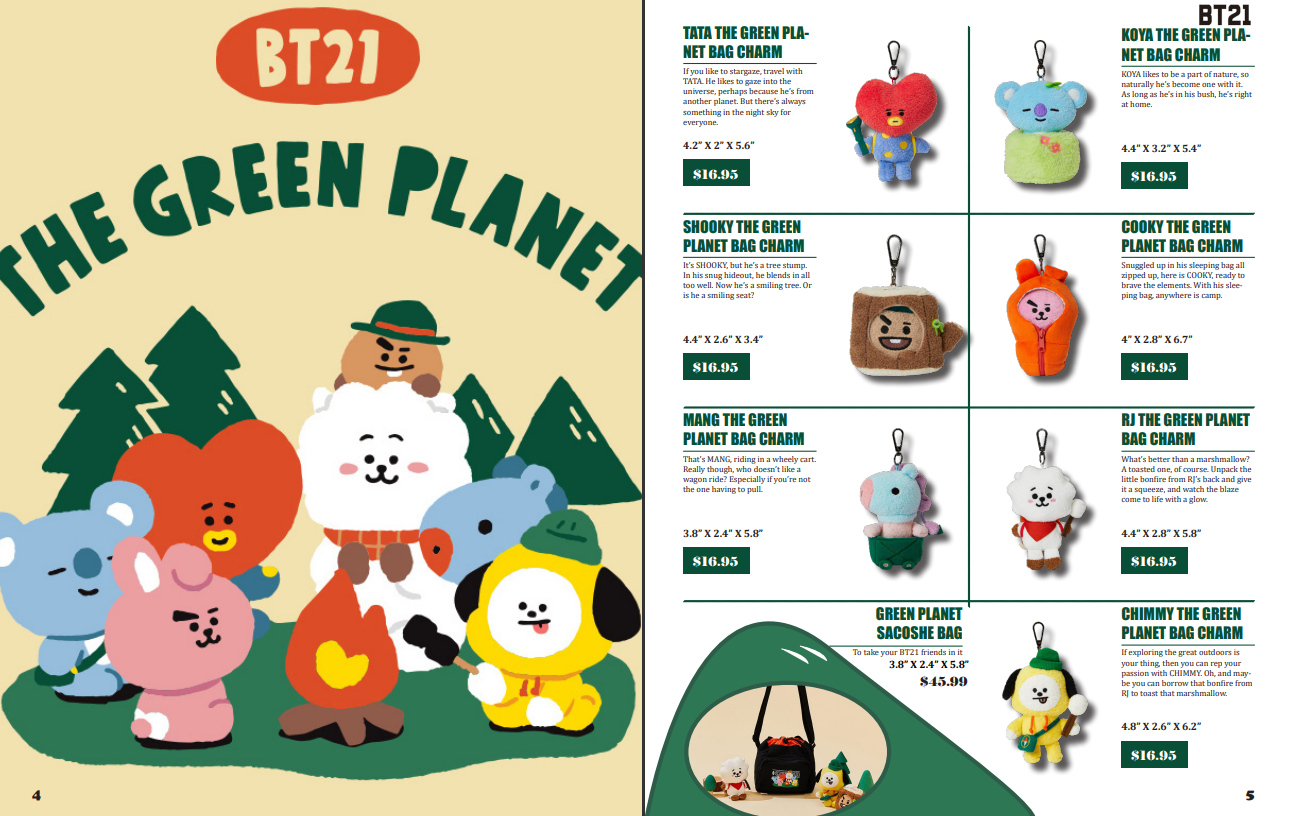 BT21
THE GREEN PLANET
4
BT21
TATA THE GREEN PLA-
NET BAG CHARM
If you like to stargaze, travel with
TATA. He likes to gaze into the
universe, perhaps because he's from
another planet. But there's always
something in the night sky for
everyone.
4.2” X 2” X 5.6”
$16.95
KOYA THE GREEN PLA-
NET BAG CHARM
KOYA likes to be a part of nature, so
naturally he's become one with it.
As long as he's in his bush, he's right
at home.
4.4” X 3.2” X 5.4”
$16.95
SHOOKY THE GREEN
PLANET BAG CHARM
It's SHOOKY, but he's a tree stump.
In his snug hideout, he blends in all
too well. Now he's a smiling tree. Or
is he a smiling seat?
4.4” X 2.6” X 3.4”
$16.95
COOKY THE GREEN
PLANET BAG CHARM
Snuggled up in his sleeping bag all
zipped up, here is COOKY, ready to
brave the elements. With his slee-
ping bag, anywhere is camp.
4” X 2.8” X 6.7”
$16.95
MANG THE GREEN
PLANET BAG CHARM
That's MANG, riding in a wheely cart.
Really though, who doesn't like a
wagon ride? Especially if you're not
the one having to pull.
3.8” X 2.4” X 5.8”
$16.95
RJ THE GREEN PLANET
BAG CHARM
What's better than a marshmallow?
A toasted one, of course. Unpack the
little bonfire from RJ's back and give
it a squeeze, and watch the blaze
come to life with a glow.
4.4” X 2.8” X 5.8”
$16.95
GREEN PLANET
SACOSHE BAG
To take your BT21 friends in it
3.8” X 2.4” X 5.8”
$45.99
CHIMMY THE GREEN
PLANET BAG CHARM
If exploring the great outdoors is
your thing, then you can rep your
passion with CHIMMY. Oh, and may-
be you can borrow that bonfire from
RJ to toast that marshmallow.
4.8” X 2.6” X 6.2”
$16.95
5